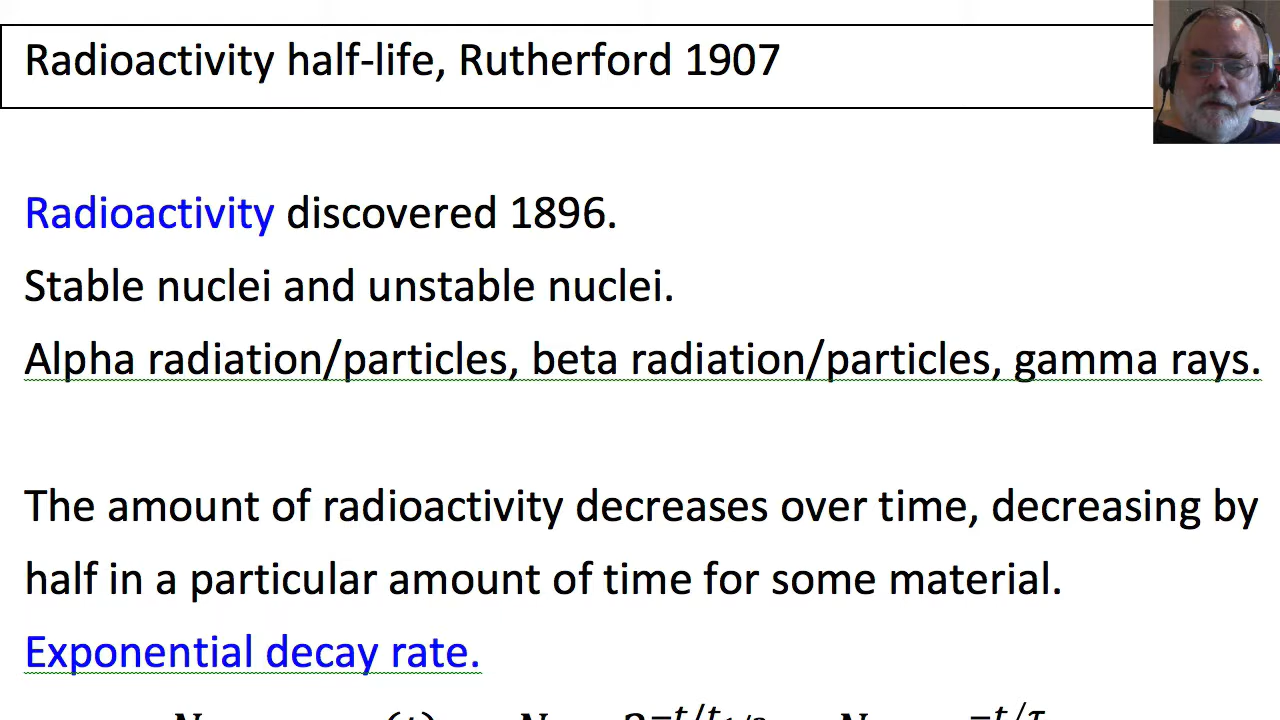 Radioactivity half-life, Rutherford 1907
Radioactivity discovered 1896.
Stable nuclei and unstable nuclei.
Alpha radiation/particles, beta radiation/particles, gamma rays.
The amount of radioactivity decreases over time, decreasing by
half in a particular amount of time for some material.
Exponential decay rate.